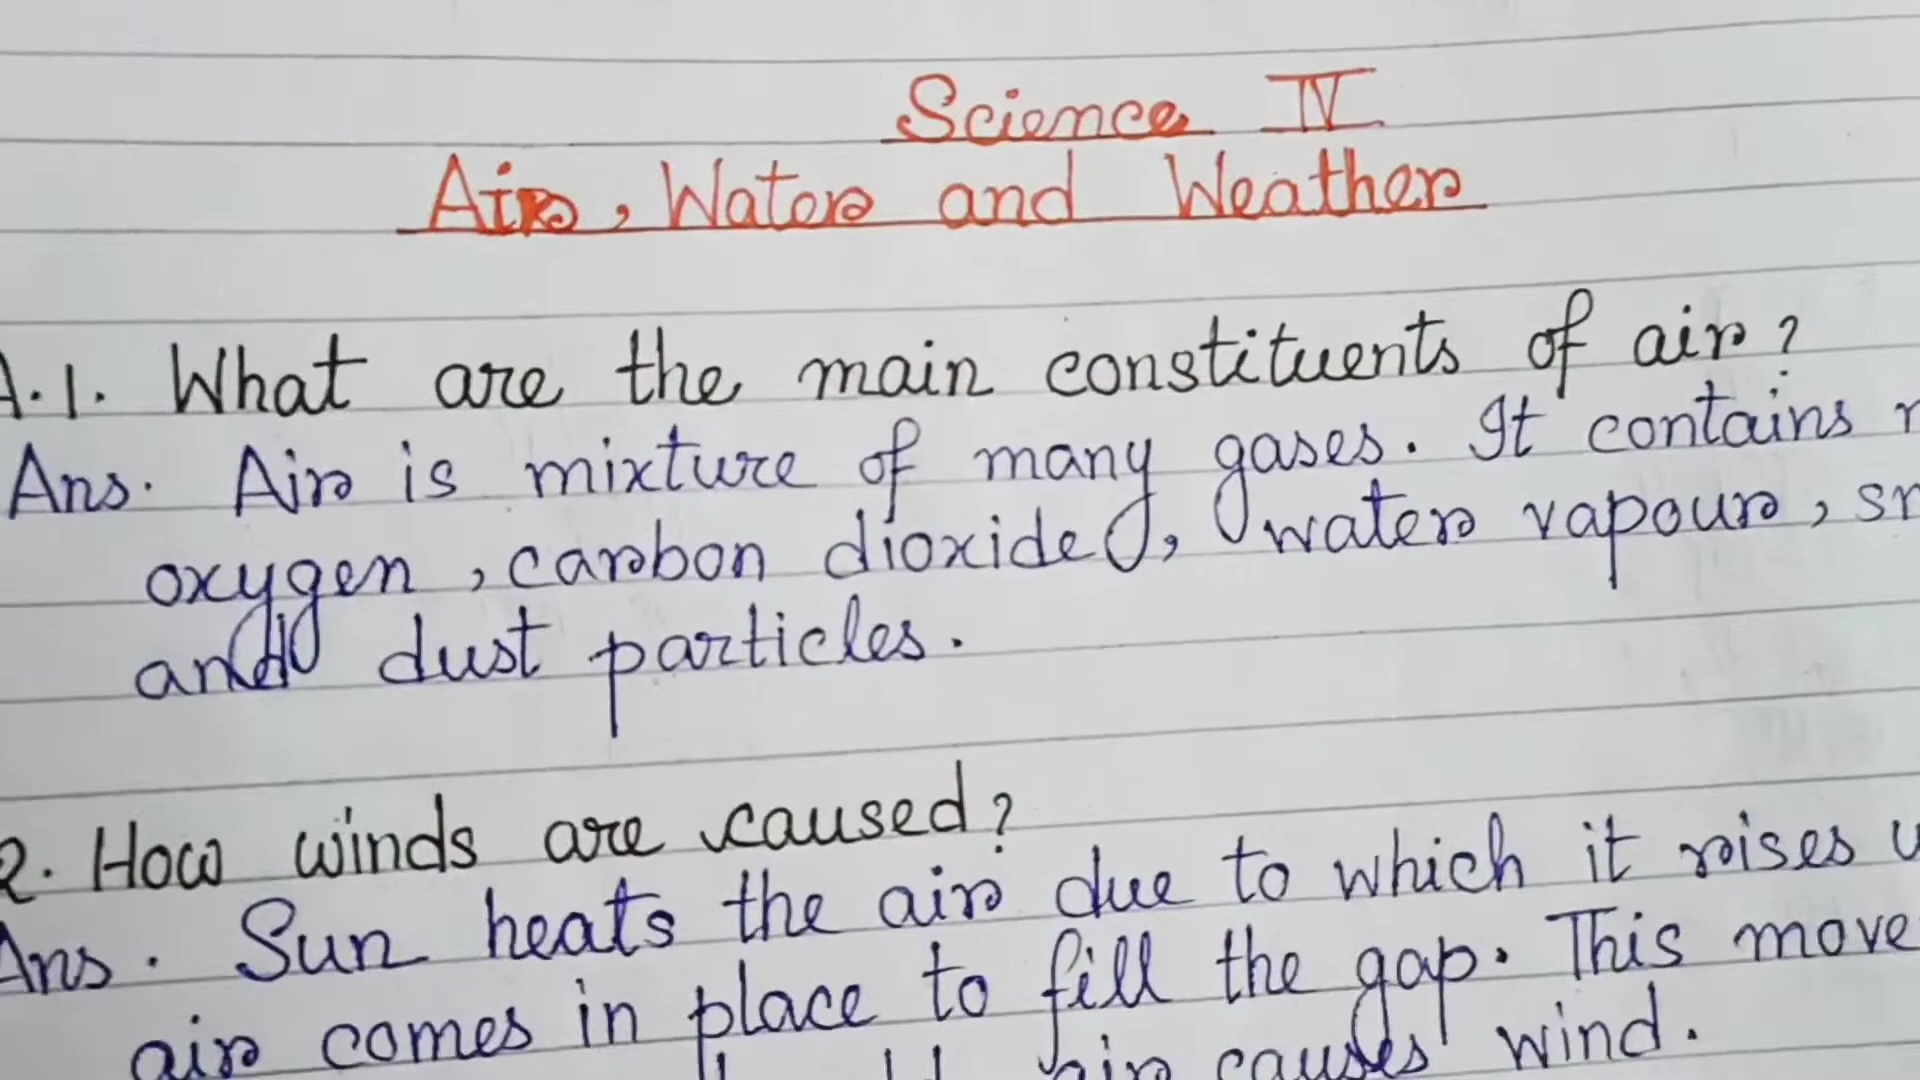 Science IV
Air, Water and Weather
A.1. What are the main constituents of air?
Ans. Air is mixture of many gases. It contains
oxygen, carbon dioxide, water vapour,
and dust particles.
2. How winds are caused?
Ans. Sun heats the air due to which it rises
air comes in place to fill the gap. This move
air causes wind.